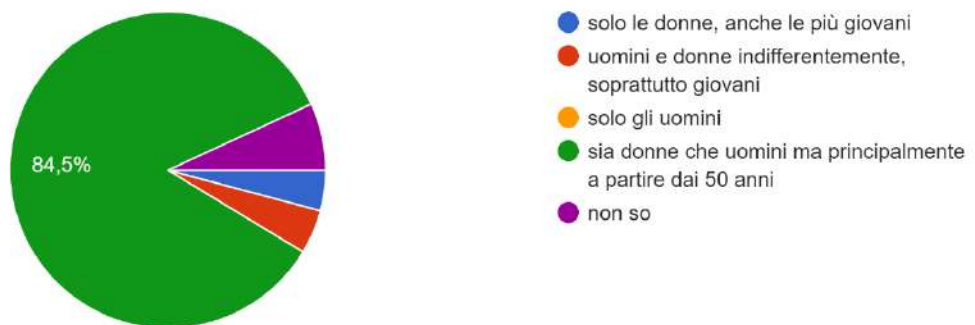 84,5%
solo le donne, anche le più giovani
uomini e donne indifferentemente,
soprattutto giovani
solo gli uomini
sia donne che uomini ma principalmente
a partire dai 50 anni
non so